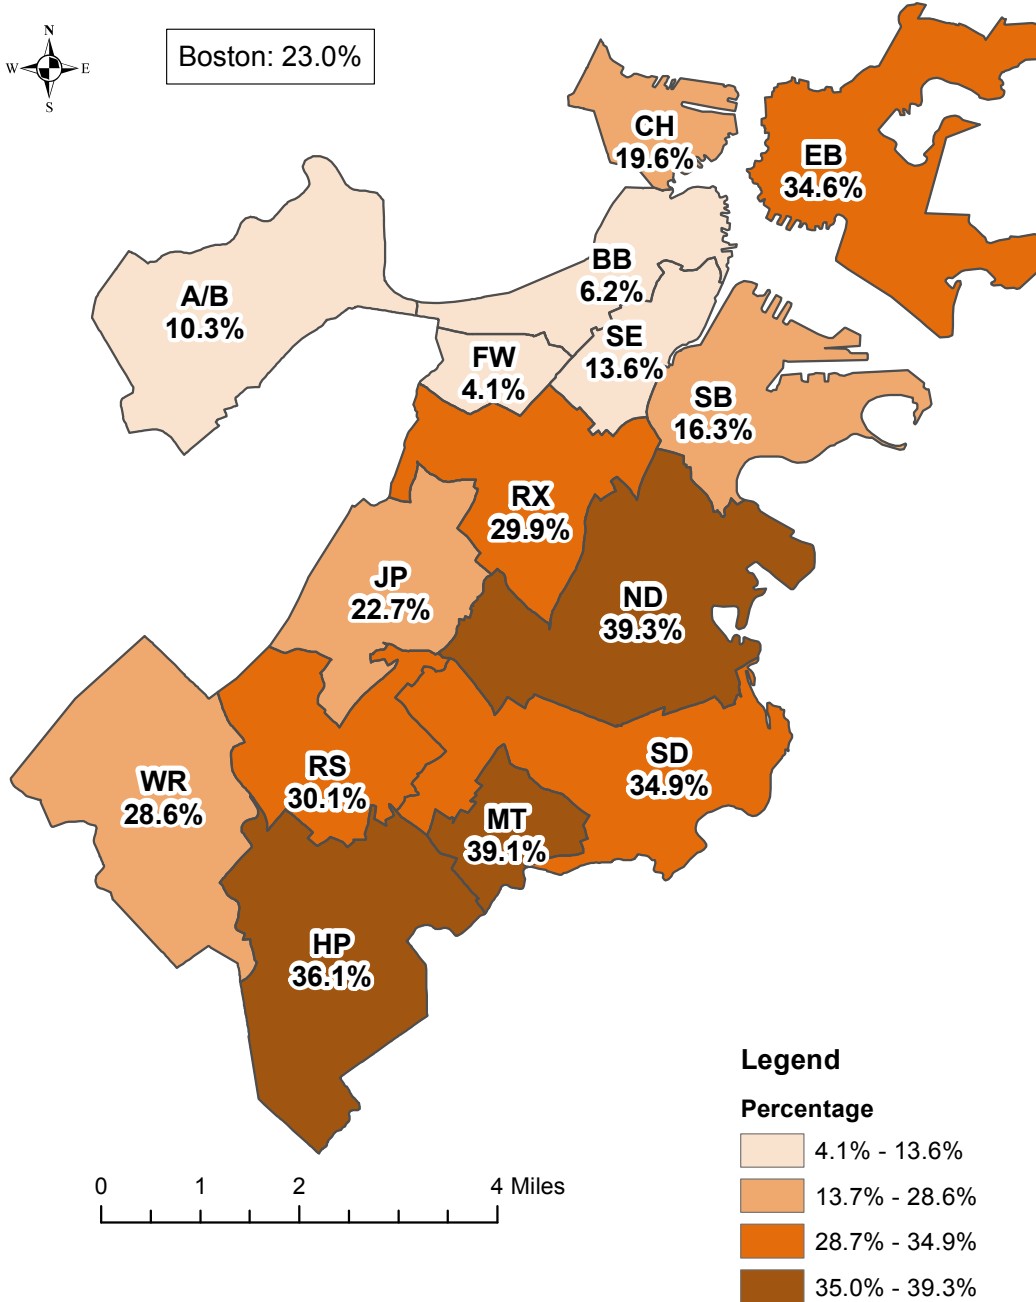 N
W E
S
Boston: 23.0%
CH
19.6%
EB
34.6%
BB
6.2%
A/B
10.3%
SE
13.6%
FW
4.1%
SB
16.3%
RX
29.9%
JP
22.7%
ND
39.3%
SD
34.9%
RS
30.1%
WR
28.6%
MT
39.1%
HP
36.1%
Legend
Percentage
4.1% - 13.6%
13.7% - 28.6%
28.7% - 34.9%
35.0% - 39.3%
0 1 2 4 Miles